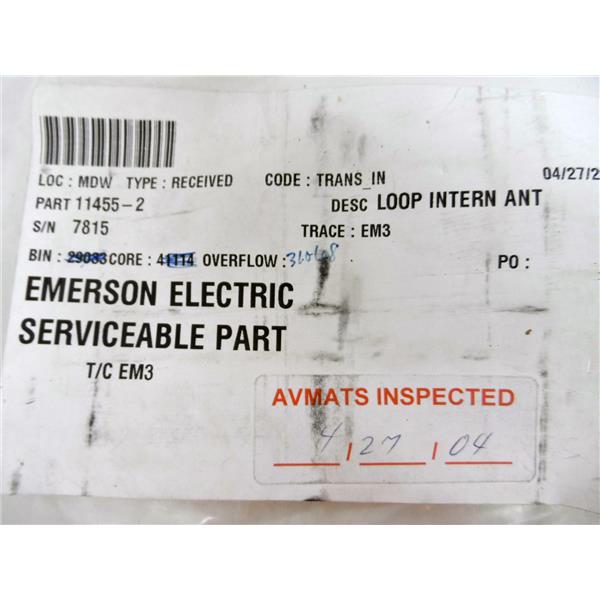 LOC : MDW TYPE : RECEIVED CODE : TRANS_IN 04/27/2
PART 11455-2 DESC LOOP INTERN ANT
S/N 7815 TRACE : EM3
BIN : 29083 CORE : 41114 OVERFLOW : PO :
EMERSON ELECTRIC
SERVICEABLE PART
T/C EM3
AVMATS INSPECTED
4 / 27 / 04